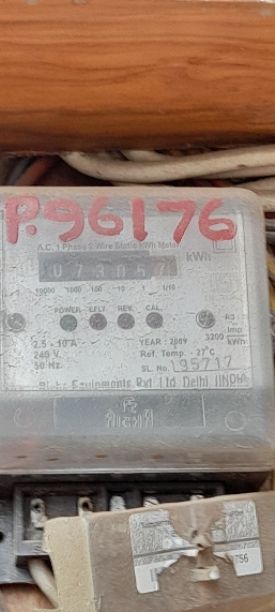 P.96176
A.C. 1 Phase 2 Wire Static kWh Meter
kWh
10000 1000 100 10 1 1/10
POWER E.F.LT REV. CAL.
3200 Imp/kWh
2.5 - 10 A YEAR : 2009
240 V Ref. Temp. - 27°C
50 Hz. SL. No. 95717
Equipments Pvt. Ltd. Delhi (INDIA)
56